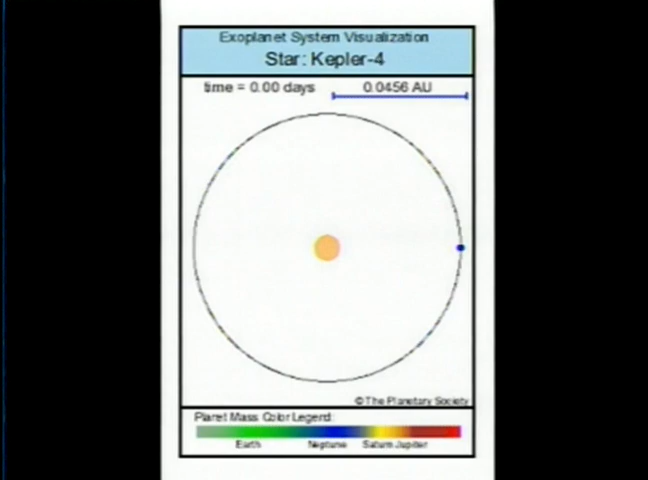 Exoplanet System Visualization
Star: Kepler-4
time = 0.00 days
0.0456 AU
©The Planetary Society
Planet Mass Color Legend:
Earth Neptune Saturn Jupiter